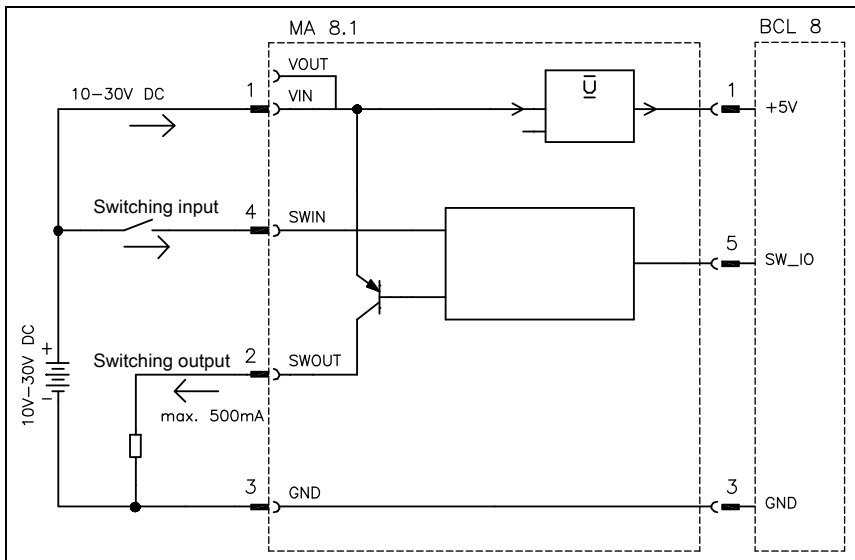 MA 8.1
BCL 8
VOUT
10–30V DC
1
VIN
U
1
+5V
Switching input
4
SWIN
5
SW_IO
10V–30V DC
+
-
Switching output
2
SWOUT
max. 500mA
3
GND
3
GND